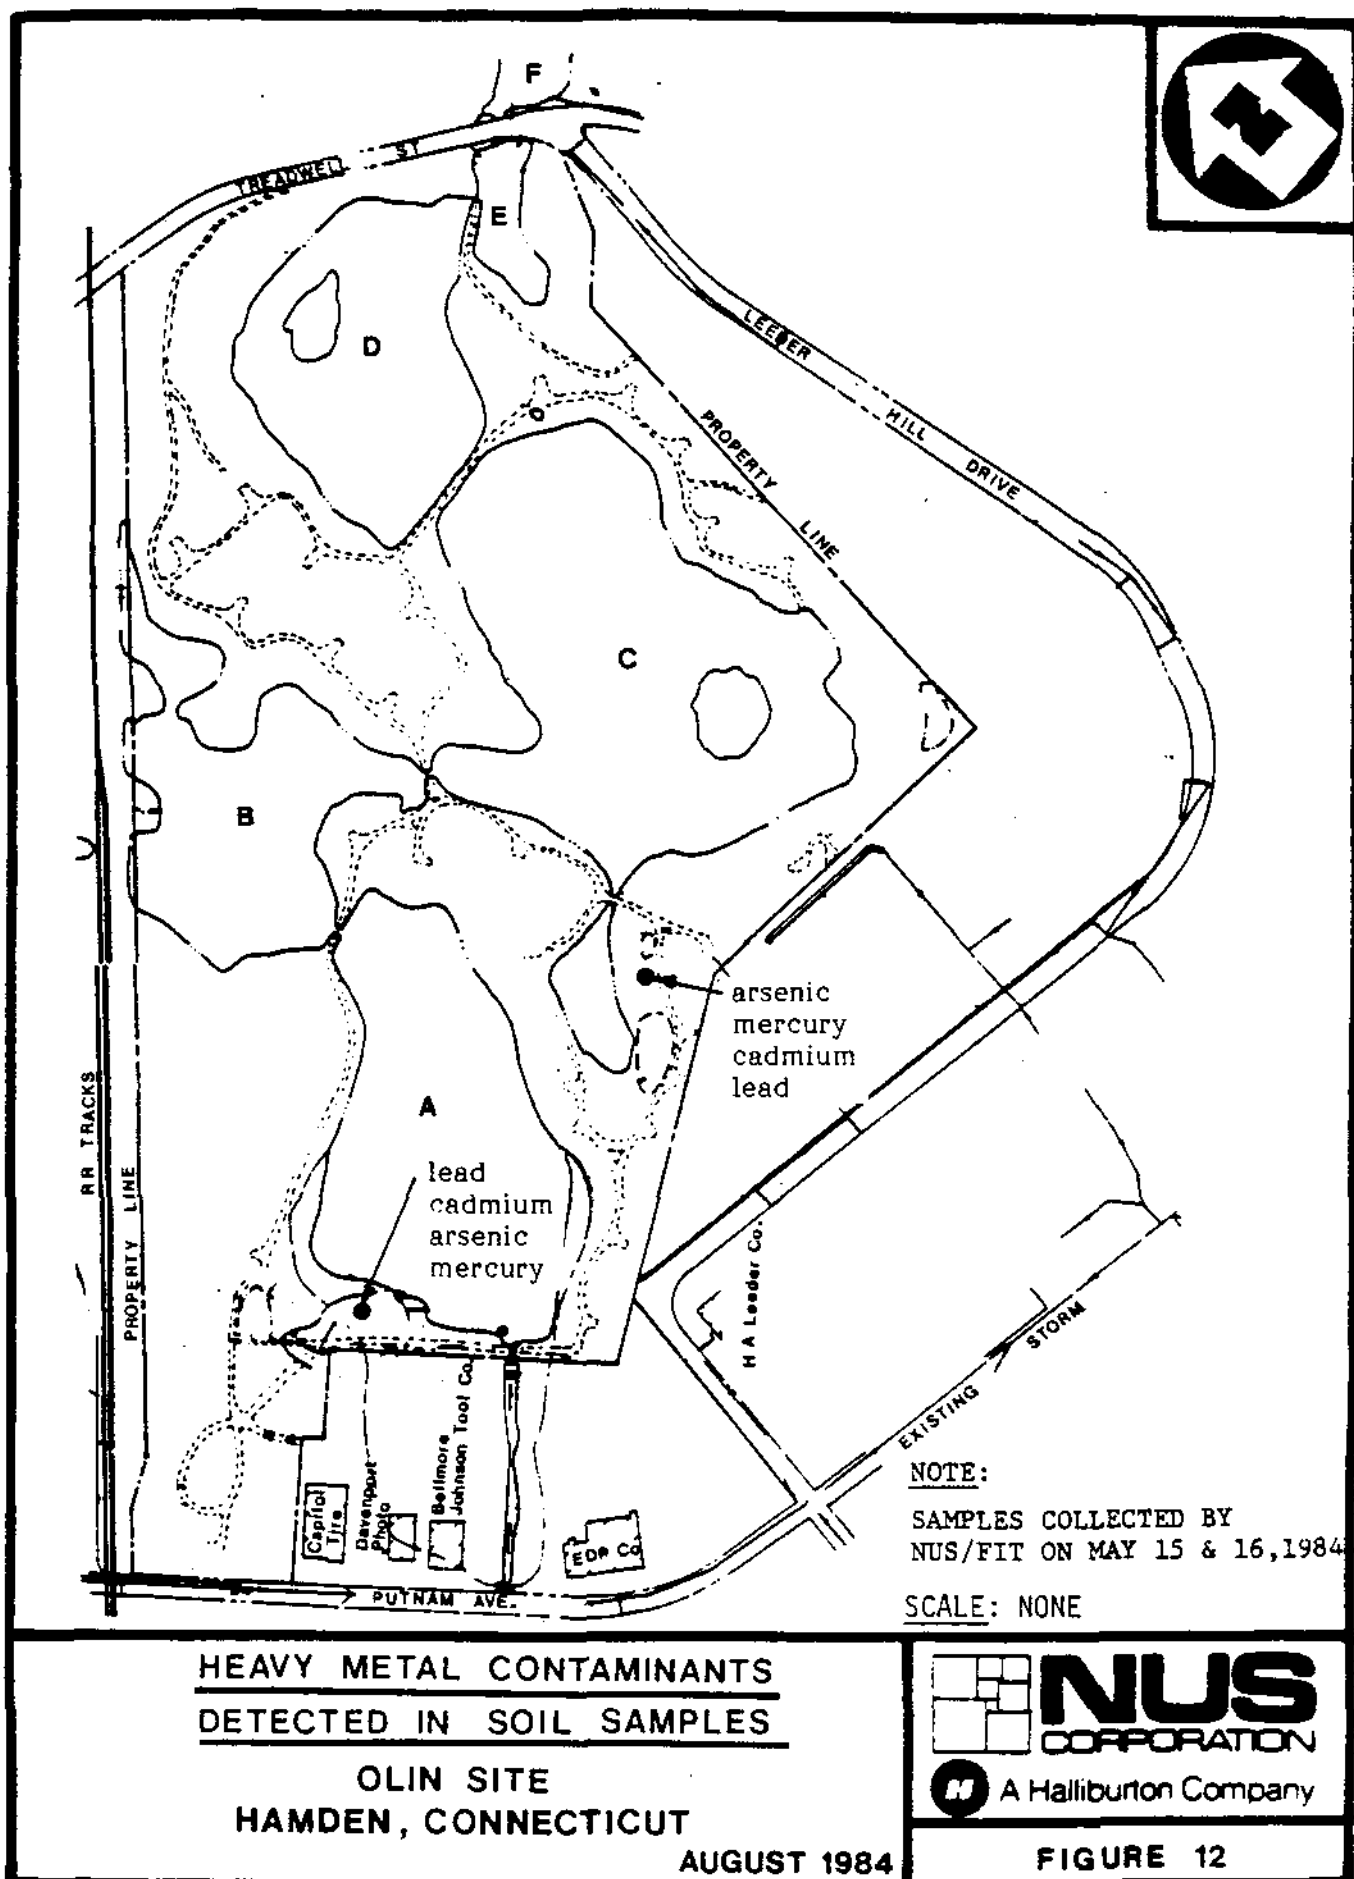 F
N
TREADWELL ST
E
D
LEEDER HILL DRIVE
PROPERTY LINE
C
B
arsenic
mercury
cadmium
lead
A
RR TRACKS
PROPERTY LINE
lead
cadmium
arsenic
mercury
H A Leeder Co.
EXISTING STORM
Capitol
Tire
Davenport
Photo
Bellmore
Johnson Tool Co.
EDR Co
PUTNAM AVE.
NOTE:
SAMPLES COLLECTED BY
NUS/FIT ON MAY 15 & 16,1984
SCALE: NONE
HEAVY METAL CONTAMINANTS
DETECTED IN SOIL SAMPLES
OLIN SITE
HAMDEN, CONNECTICUT
AUGUST 1984
NUS
CORPORATION
H A Halliburton Company
FIGURE 12